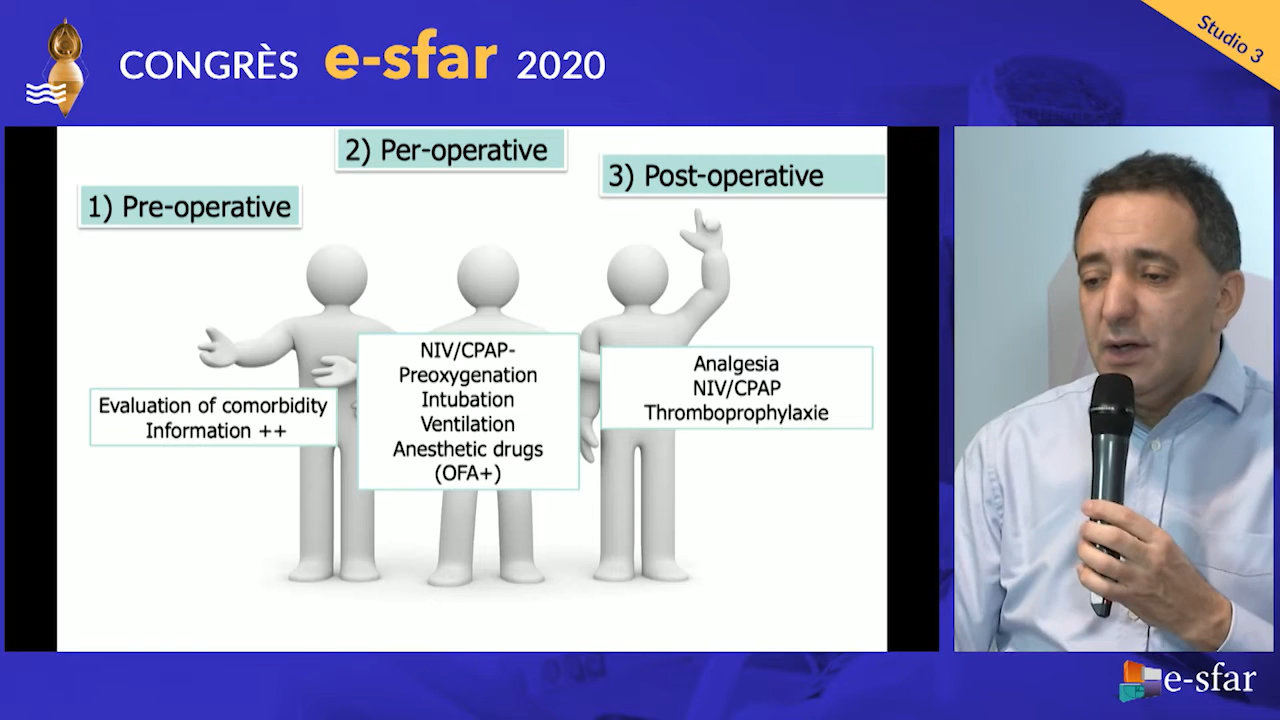 CONGRÈS e-sfar 2020
Studio 3
1) Pre-operative
2) Per-operative
3) Post-operative
Evaluation of comorbidity
Information ++
NIV/CPAP-
Preoxygenation
Intubation
Ventilation
Anesthetic drugs
(OFA+)
Analgesia
NIV/CPAP
Thromboprophylaxie
e-sfar